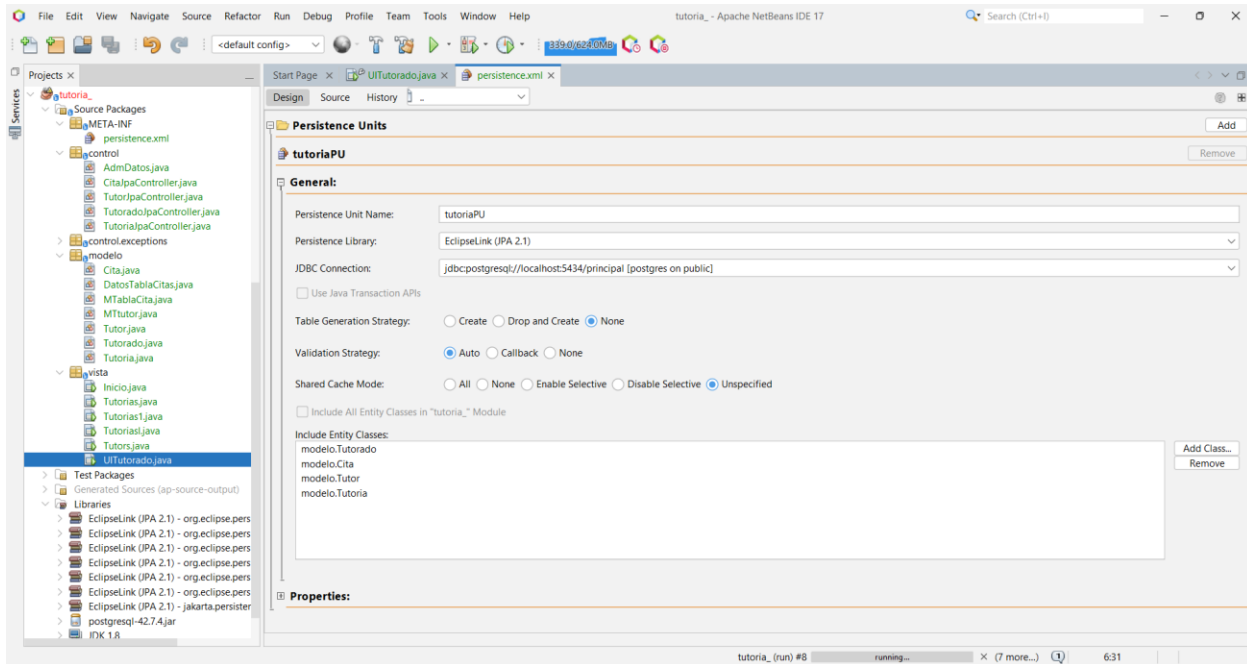 File Edit View Navigate Source Refactor Run Debug Profile Team Tools Window Help tutoria_ - Apache NetBeans IDE 17 Search (Ctrl+I)
<default config> 339.0/624.0MB
Projects
Services
Start Page UITutorado.java persistence.xml
Design Source History
tutoria_
Source Packages
META-INF
persistence.xml
control
AdmDatos.java
CitaJpaController.java
TutorJpaController.java
TutoradoJpaController.java
TutoriaJpaController.java
control.exceptions
modelo
Cita.java
DatosTablaCitas.java
MTablaCita.java
MTtutor.java
Tutor.java
Tutorado.java
Tutoria.java
vista
Inicio.java
Tutorias.java
Tutorias1.java
TutoriasI.java
Tutors.java
UITutorado.java
Test Packages
Generated Sources (ap-source-output)
Libraries
EclipseLink (JPA 2.1) - org.eclipse.pers
EclipseLink (JPA 2.1) - org.eclipse.pers
EclipseLink (JPA 2.1) - org.eclipse.pers
EclipseLink (JPA 2.1) - org.eclipse.pers
EclipseLink (JPA 2.1) - org.eclipse.pers
EclipseLink (JPA 2.1) - org.eclipse.pers
EclipseLink (JPA 2.1) - jakarta.persister
postgresql-42.7.4.jar
JDK 1.8
Persistence Units Add
tutoriaPU Remove
General:
Persistence Unit Name: tutoriaPU
Persistence Library: EclipseLink (JPA 2.1)
JDBC Connection: jdbc:postgresql://localhost:5434/principal [postgres on public]
Use Java Transaction APIs
Table Generation Strategy: Create Drop and Create None
Validation Strategy: Auto Callback None
Shared Cache Mode: All None Enable Selective Disable Selective Unspecified
Include All Entity Classes in "tutoria_" Module
Include Entity Classes:
modelo.Tutorado Add Class...
modelo.Cita Remove
modelo.Tutor
modelo.Tutoria
Properties:
tutoria_ (run) #8 running... (7 more...) 1 6:31